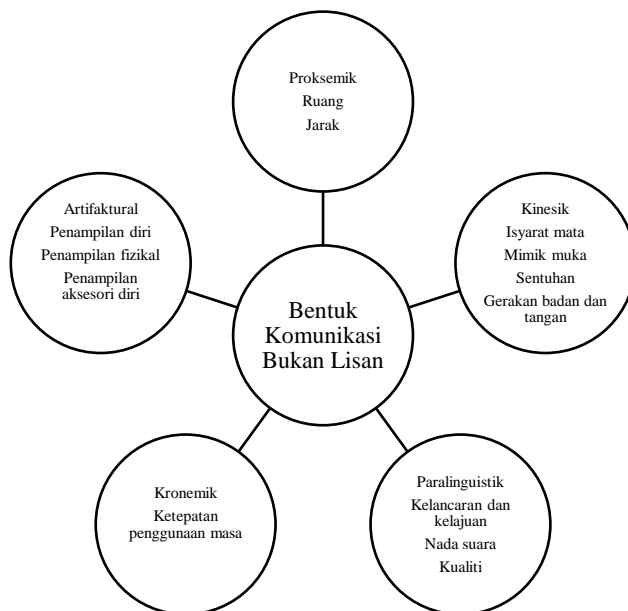 Proksemik
Ruang
Jarak
Artifaktural
Penampilan diri
Penampilan fizikal
Penampilan
aksesori diri
Kinesik
Isyarat mata
Mimik muka
Sentuhan
Gerakan badan dan
tangan
Bentuk
Komunikasi
Bukan Lisan
Kronemik
Ketepatan
penggunaan masa
Paralinguistik
Kelancaran dan
kelajuan
Nada suara
Kualiti